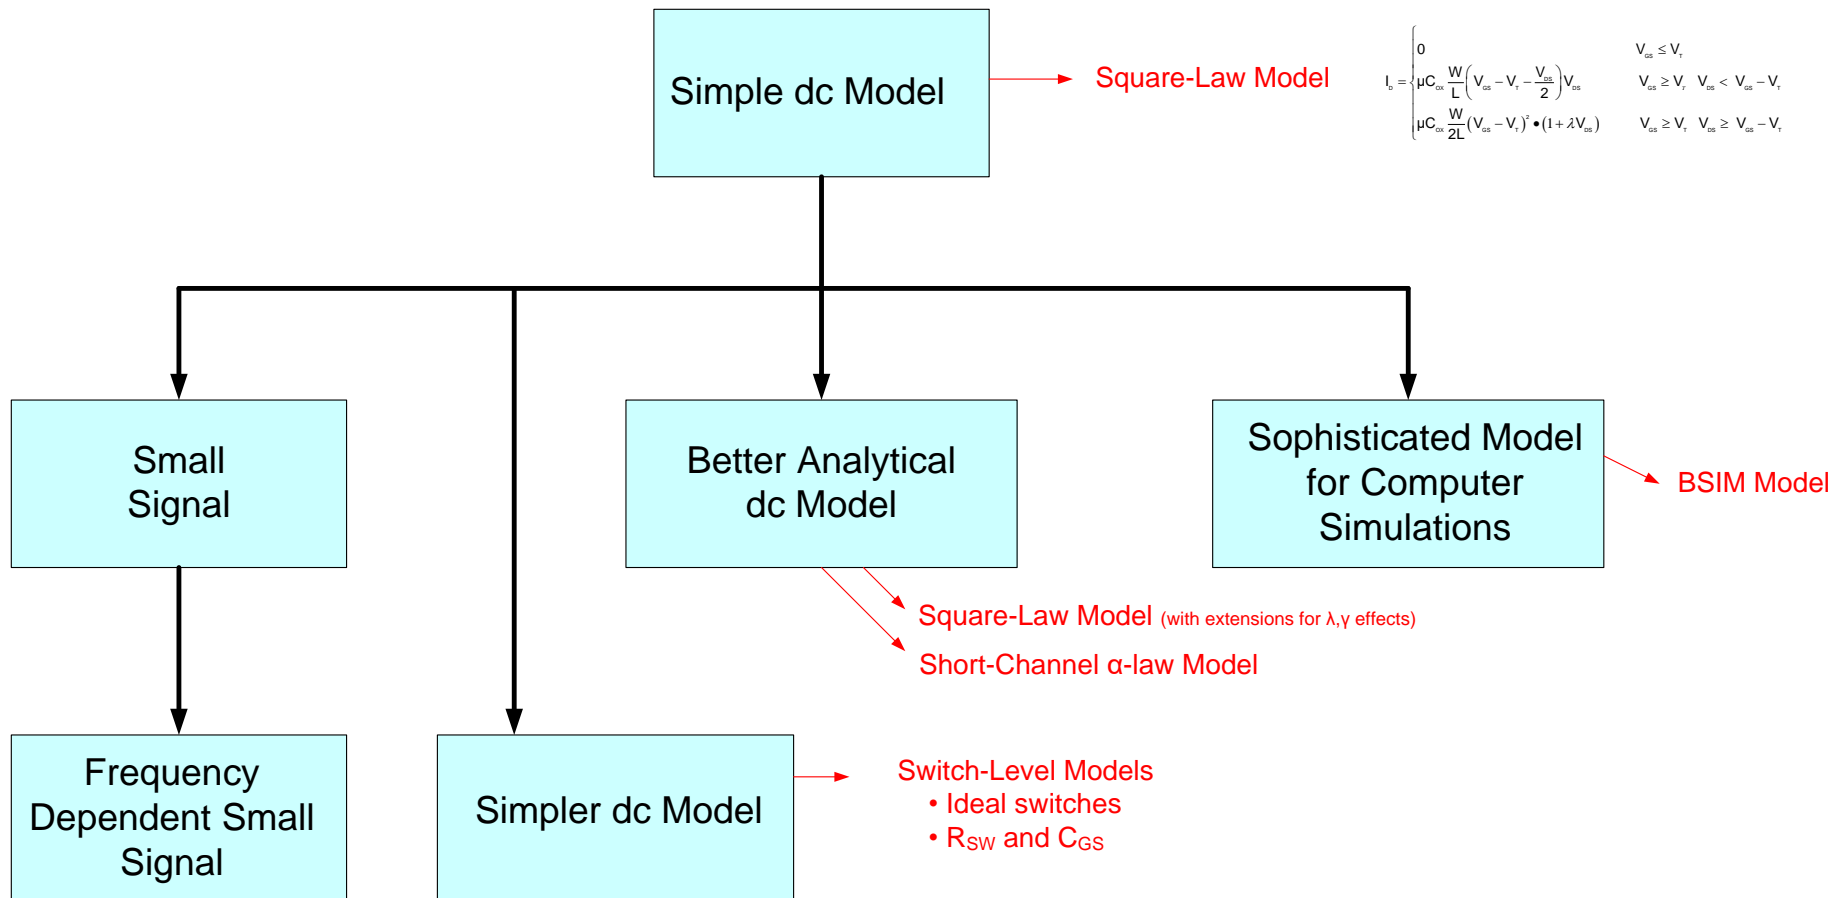 Simple dc Model
Square-Law Model
I_D = { 0    V_GS ≤ V_T
μC_OX W/L (V_GS − V_T − V_DS/2) V_DS    V_GS ≥ V_T  V_DS < V_GS − V_T
μC_OX W/2L (V_GS − V_T)² • (1 + λV_DS)    V_GS ≥ V_T  V_DS ≥ V_GS − V_T
Small
Signal
Better Analytical
dc Model
Sophisticated Model
for Computer
Simulations
BSIM Model
Square-Law Model (with extensions for λ,γ effects)
Short-Channel α-law Model
Frequency
Dependent Small
Signal
Simpler dc Model
Switch-Level Models
• Ideal switches
• R_SW and C_GS